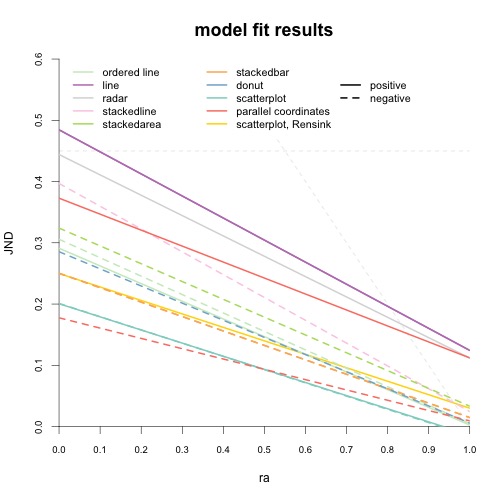 model fit results
ordered line
line
radar
stackedline
stackedarea
stackedbar
donut
scatterplot
parallel coordinates
scatterplot, Rensink
positive
negative
JND
0.6
0.5
0.4
0.3
0.2
0.1
0.0
0.0 0.1 0.2 0.3 0.4 0.5 0.6 0.7 0.8 0.9 1.0
ra